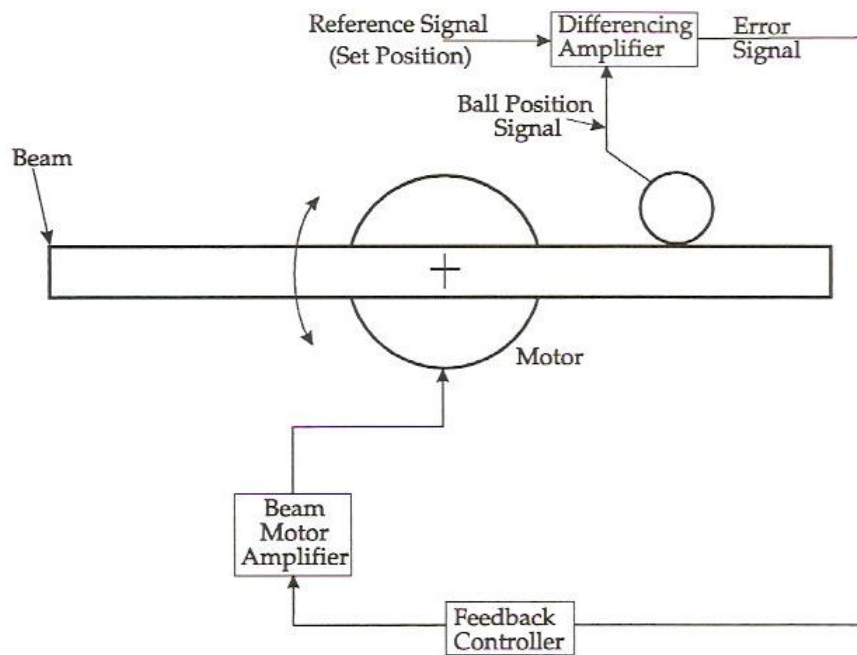 Reference Signal
(Set Position)
Differencing
Amplifier
Error
Signal
Ball Position
Signal
Beam
Motor
Beam
Motor
Amplifier
Feedback
Controller